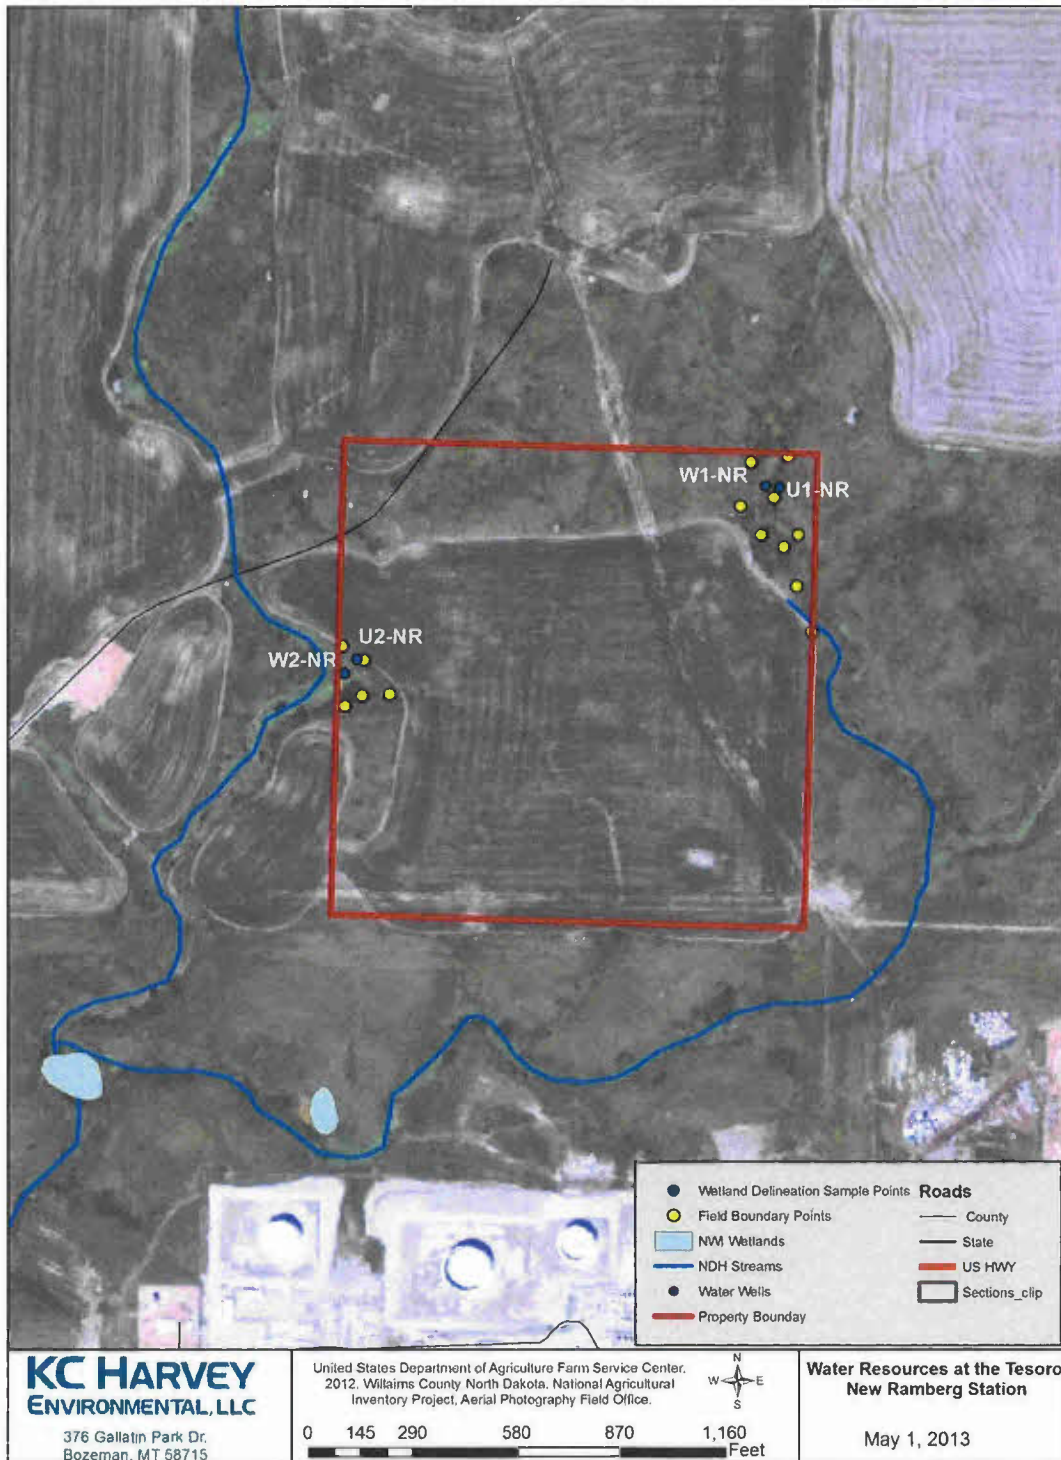 W1-NR
U1-NR
U2-NR
W2-NR
Wetland Delineation Sample Points
Field Boundary Points
NWI Wetlands
NDH Streams
Water Wells
Property Bounday
Roads
County
State
US HWY
Sections_clip
KC HARVEY
ENVIRONMENTAL, LLC
376 Gallatin Park Dr.
Bozeman, MT 58715
United States Department of Agriculture Farm Service Center.
2012. Willaims County North Dakota. National Agricultural
Inventory Project, Aerial Photography Field Office.
N
W E
S
0 145 290 580 870 1,160
Feet
Water Resources at the Tesoro
New Ramberg Station
May 1, 2013